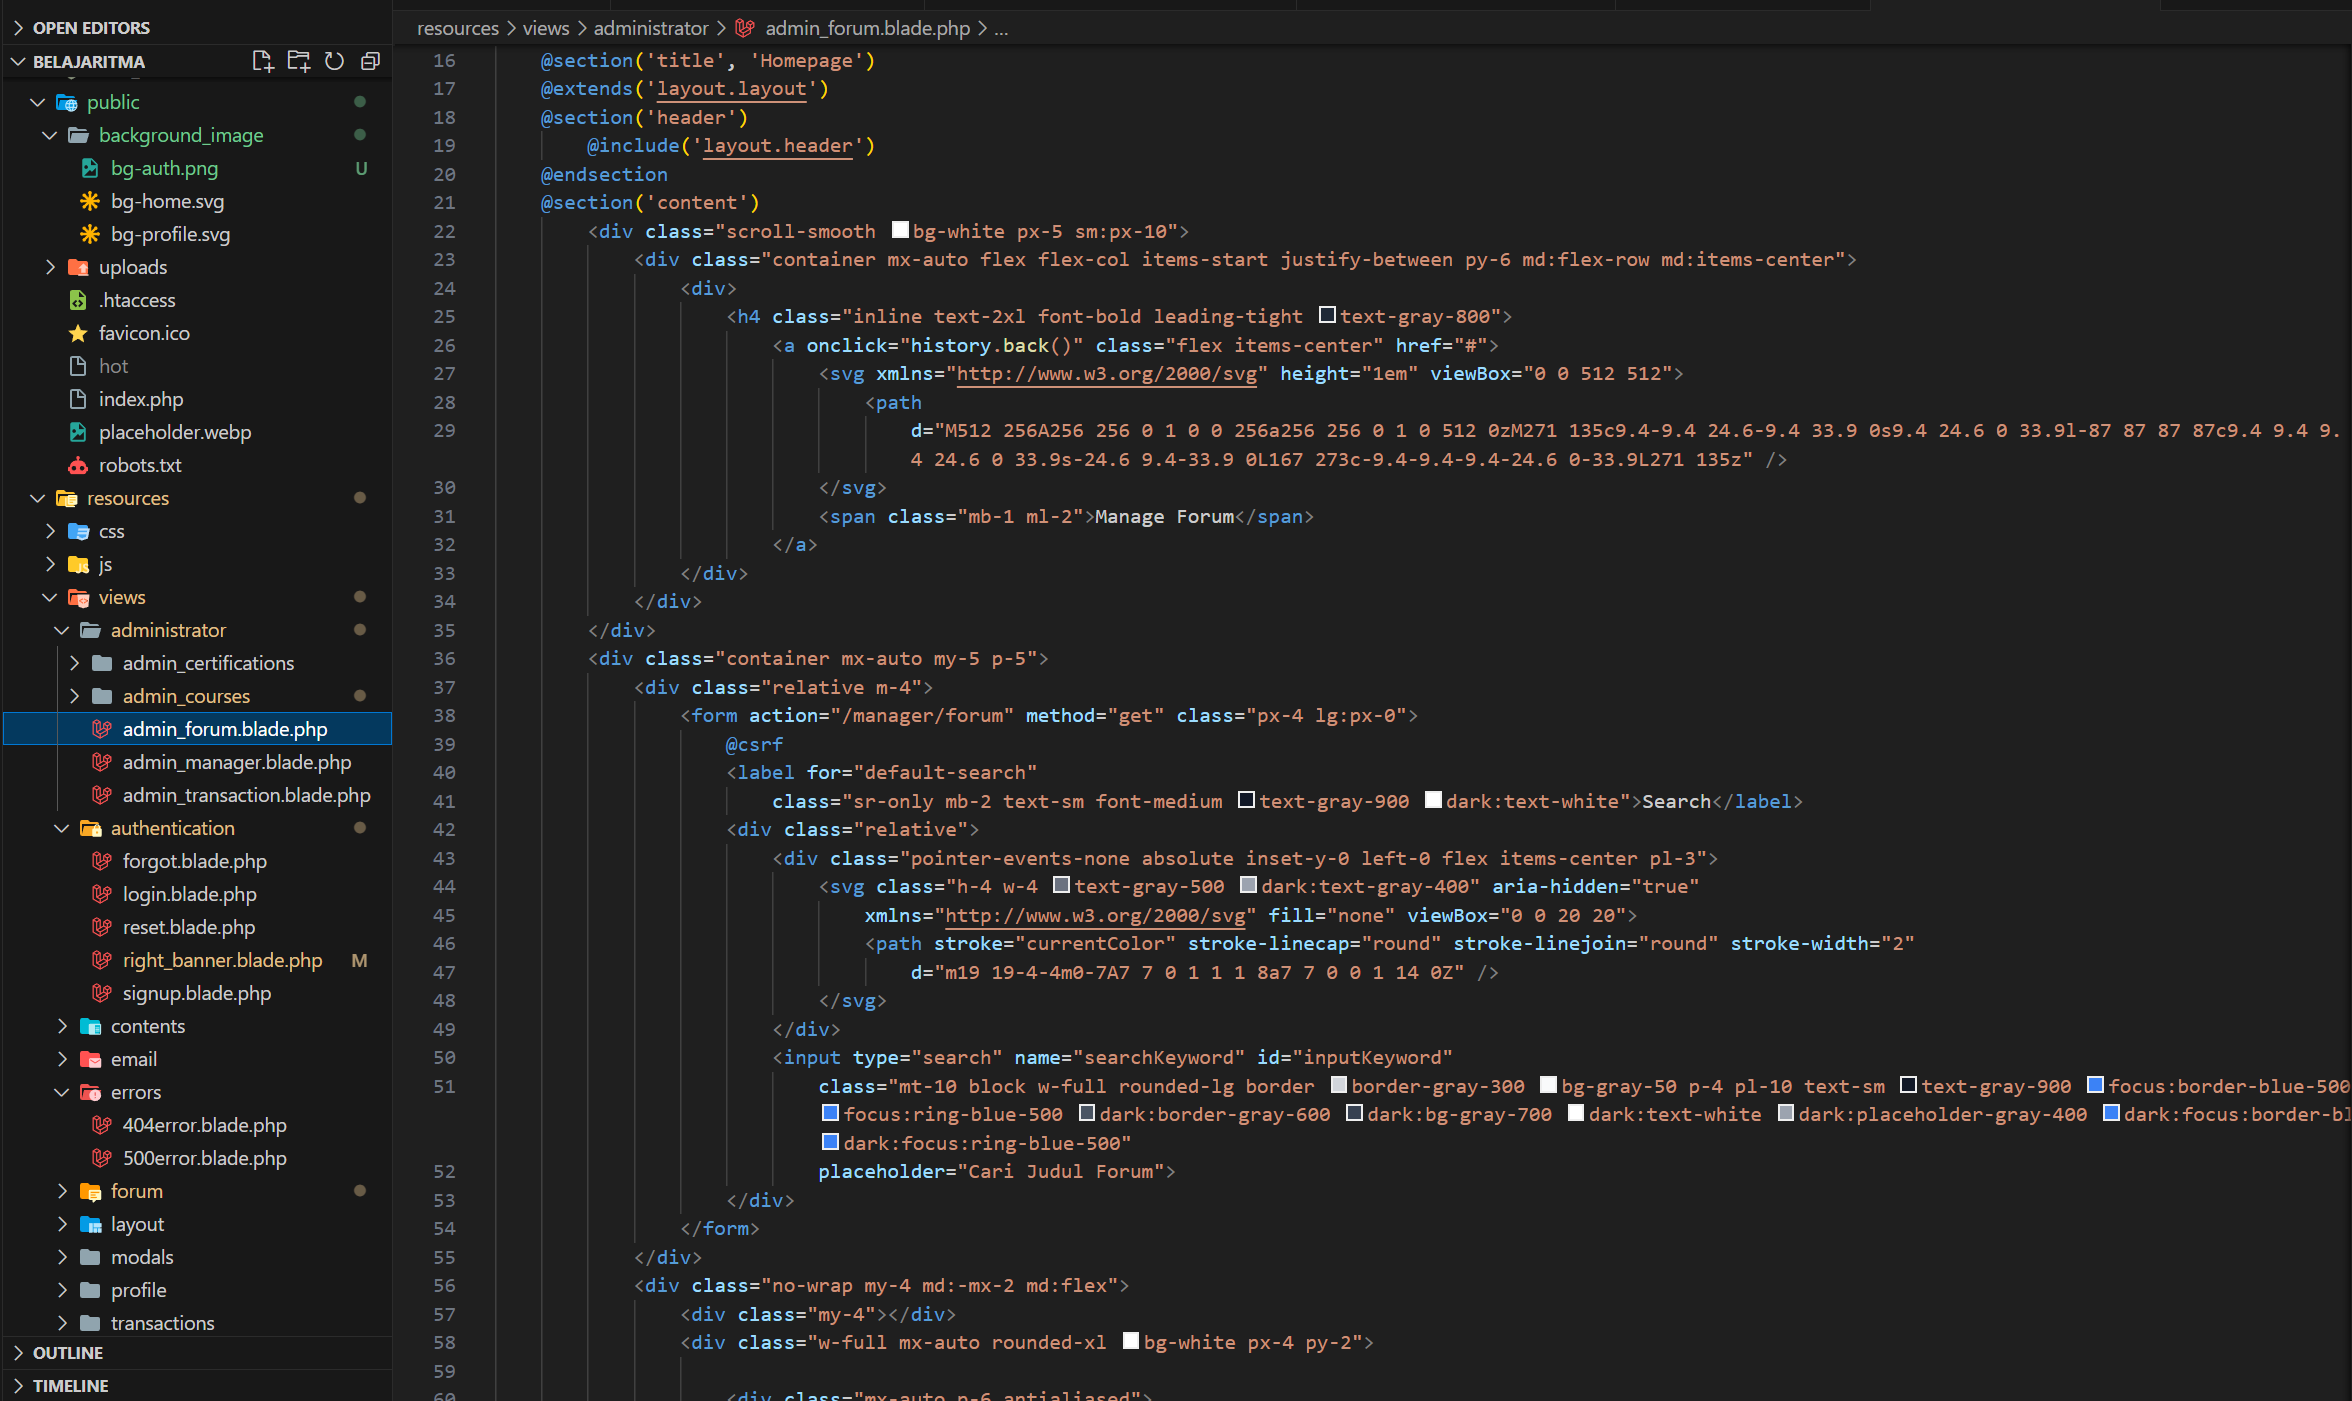 OPEN EDITORS
BELAJARITMA
public
background_image
bg-auth.png U
bg-home.svg
bg-profile.svg
uploads
.htaccess
favicon.ico
hot
index.php
placeholder.webp
robots.txt
resources
css
js
views
administrator
admin_certifications
admin_courses
admin_forum.blade.php
admin_manager.blade.php
admin_transaction.blade.php
authentication
forgot.blade.php
login.blade.php
reset.blade.php
right_banner.blade.php M
signup.blade.php
contents
email
errors
404error.blade.php
500error.blade.php
forum
layout
modals
profile
transactions
OUTLINE
TIMELINE
resources > views > administrator > admin_forum.blade.php > ...
16 @section('title', 'Homepage')
17 @extends('layout.layout')
18 @section('header')
19 @include('layout.header')
20 @endsection
21 @section('content')
22 <div class="scroll-smooth bg-white px-5 sm:px-10">
23 <div class="container mx-auto flex flex-col items-start justify-between py-6 md:flex-row md:items-center">
24 <div>
25 <h4 class="inline text-2xl font-bold leading-tight text-gray-800">
26 <a onclick="history.back()" class="flex items-center" href="#">
27 <svg xmlns="http://www.w3.org/2000/svg" height="1em" viewBox="0 0 512 512">
28 <path
29 d="M512 256A256 256 0 1 0 0 256a256 256 0 1 0 512 0zM271 135c9.4-9.4 24.6-9.4 33.9 0s9.4 24.6 0 33.9l-87 87 87 87c9.4 9.4 9.
4 24.6 0 33.9s-24.6 9.4-33.9 0L167 273c-9.4-9.4-9.4-24.6 0-33.9L271 135z" />
30 </svg>
31 <span class="mb-1 ml-2">Manage Forum</span>
32 </a>
33 </div>
34 </div>
35 </div>
36 <div class="container mx-auto my-5 p-5">
37 <div class="relative m-4">
38 <form action="/manager/forum" method="get" class="px-4 lg:px-0">
39 @csrf
40 <label for="default-search"
41 class="sr-only mb-2 text-sm font-medium text-gray-900 dark:text-white">Search</label>
42 <div class="relative">
43 <div class="pointer-events-none absolute inset-y-0 left-0 flex items-center pl-3">
44 <svg class="h-4 w-4 text-gray-500 dark:text-gray-400" aria-hidden="true"
45 xmlns="http://www.w3.org/2000/svg" fill="none" viewBox="0 0 20 20">
46 <path stroke="currentColor" stroke-linecap="round" stroke-linejoin="round" stroke-width="2"
47 d="m19 19-4-4m0-7A7 7 0 1 1 1 8a7 7 0 0 1 14 0Z" />
48 </svg>
49 </div>
50 <input type="search" name="searchKeyword" id="inputKeyword"
51 class="mt-10 block w-full rounded-lg border border-gray-300 bg-gray-50 p-4 pl-10 text-sm text-gray-900 focus:border-blue-500
focus:ring-blue-500 dark:border-gray-600 dark:bg-gray-700 dark:text-white dark:placeholder-gray-400 dark:focus:border-bl
dark:focus:ring-blue-500"
52 placeholder="Cari Judul Forum">
53 </div>
54 </form>
55 </div>
56 <div class="no-wrap my-4 md:-mx-2 md:flex">
57 <div class="my-4"></div>
58 <div class="w-full mx-auto rounded-xl bg-white px-4 py-2">
59
60 <div class="mx-auto p-6 antialiased">